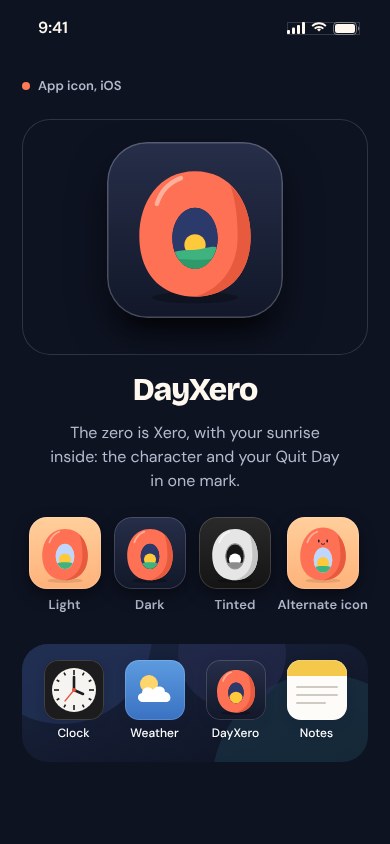 9:41
App icon, iOS
DayXero
The zero is Xero, with your sunrise
inside: the character and your Quit Day
in one mark.
Light
Dark
Tinted
Alternate icon
Clock
Weather
DayXero
Notes